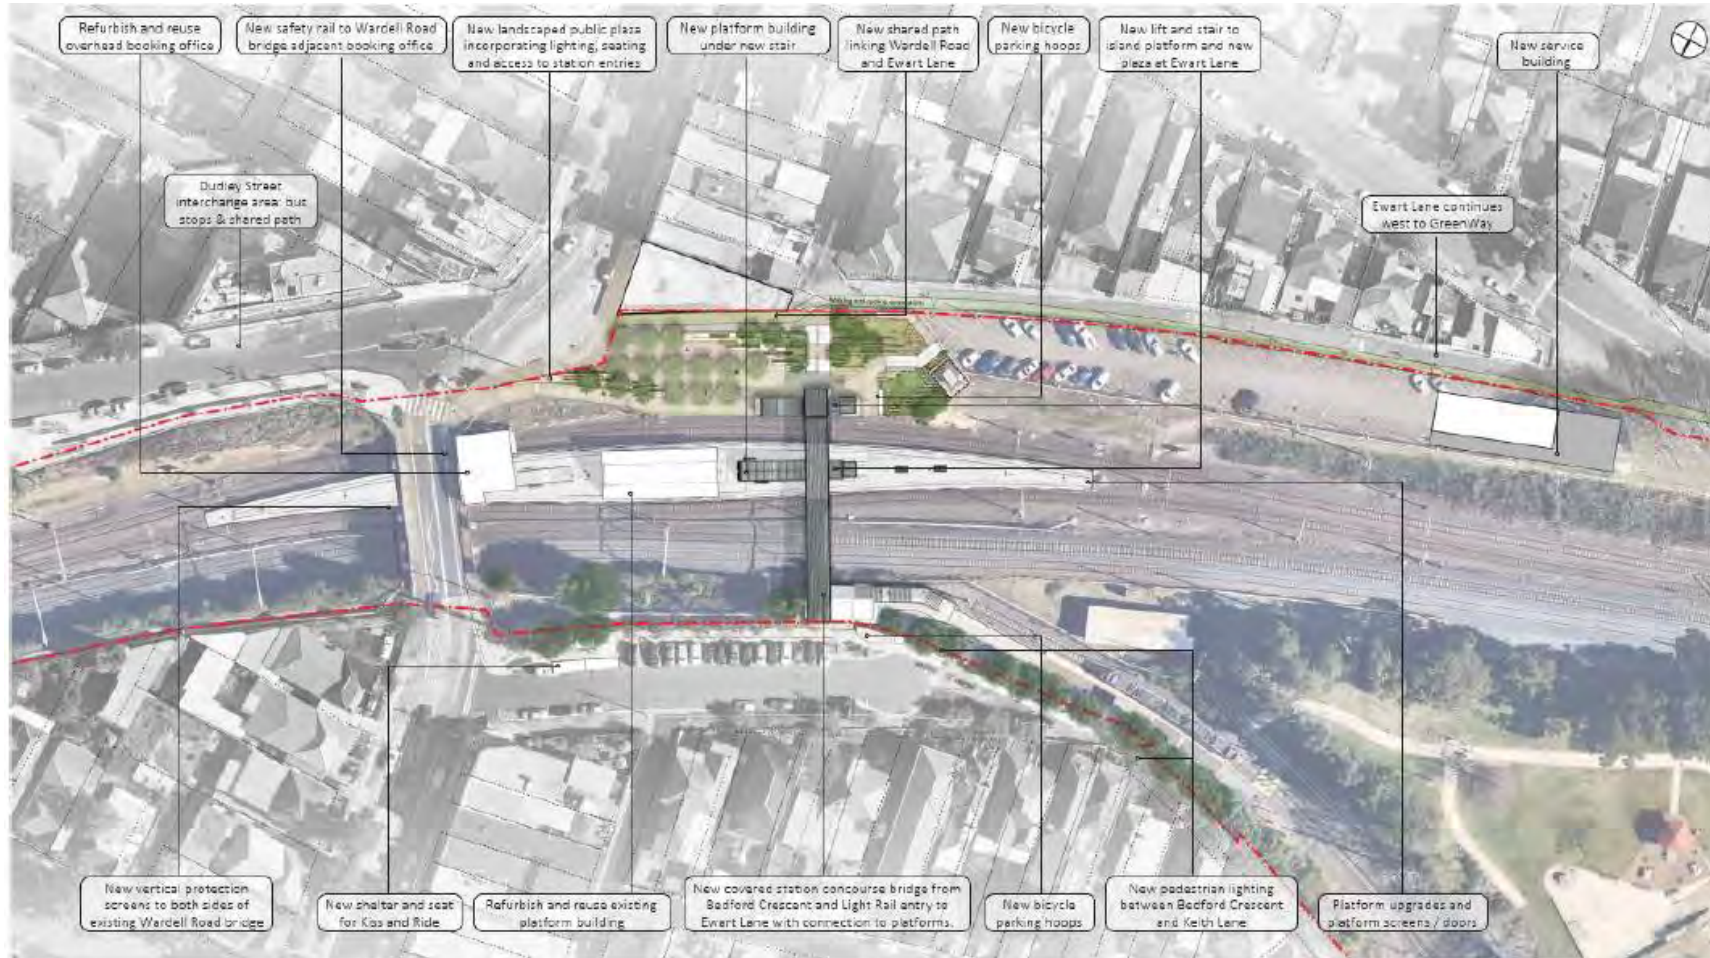 Refurbish and reuse
overhead booking office
New safety rail to Wardell Road
bridge adjacent booking office
New landscaped public plaza
incorporating lighting, seating
and access to station entries
New platform building
under new stair
New shared path
linking Wardell Road
and Ewart Lane
New bicycle
parking hoops
New lift and stair to
island platform and new
plaza at Ewart Lane
New service
building
Dudley Street
interchange area: bus
stops & shared path
Ewart Lane continues
west to GreenWay
New vertical protection
screens to both sides of
existing Wardell Road bridge
New shelter and seat
for Kiss and Ride
Refurbish and reuse existing
platform building
New covered station concourse bridge from
Bedford Crescent and Light Rail entry to
Ewart Lane with connection to platforms.
New bicycle
parking hoops
New pedestrian lighting
between Bedford Crescent
and Keith Lane
Platform upgrades and
platform screens / doors